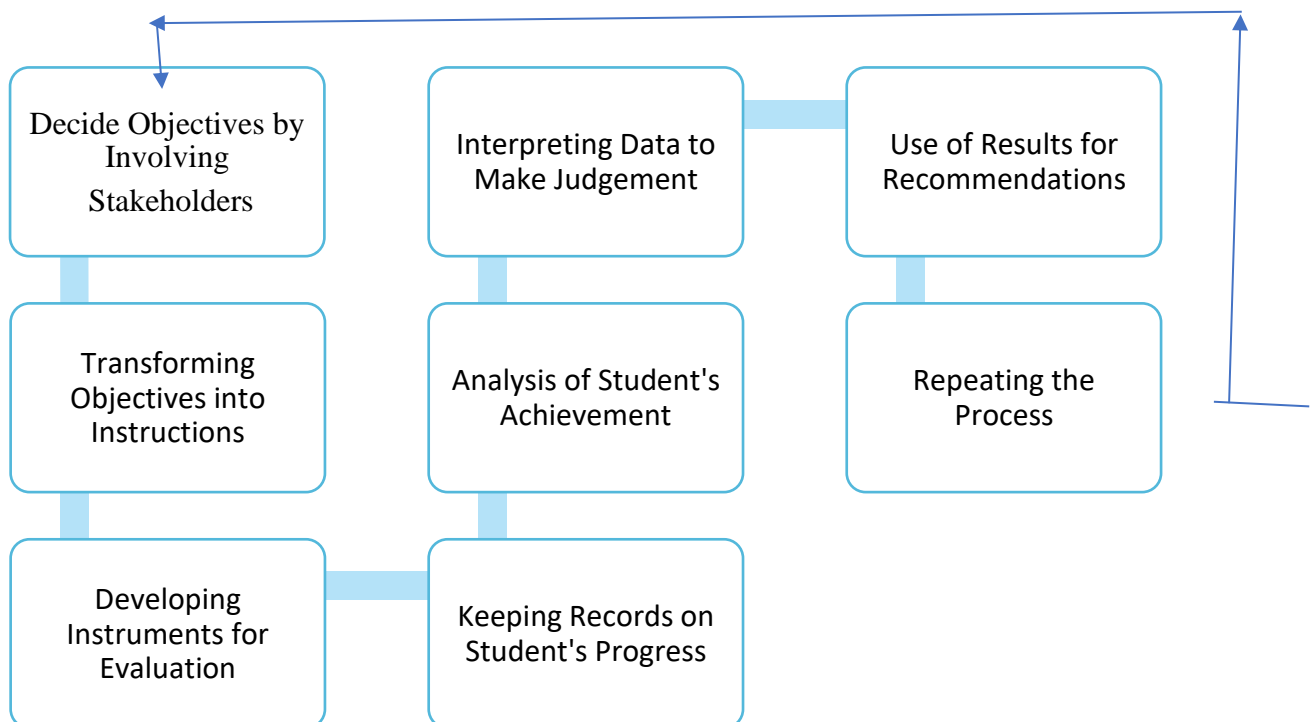 Decide Objectives by
Involving
Stakeholders
Transforming
Objectives into
Instructions
Developing
Instruments for
Evaluation
Keeping Records on
Student's Progress
Analysis of Student's
Achievement
Interpreting Data to
Make Judgement
Use of Results for
Recommendations
Repeating the
Process